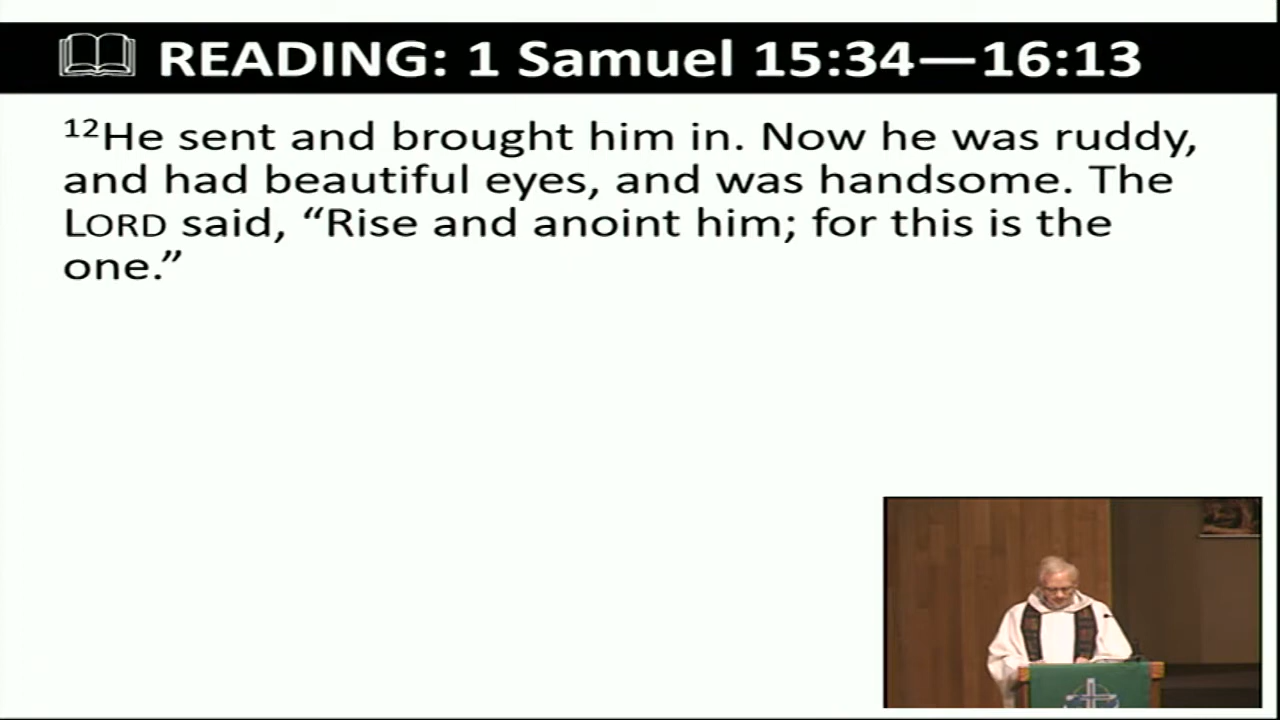 READING: 1 Samuel 15:34—16:13
¹²He sent and brought him in. Now he was ruddy,
and had beautiful eyes, and was handsome. The
LORD said, “Rise and anoint him; for this is the
one.”